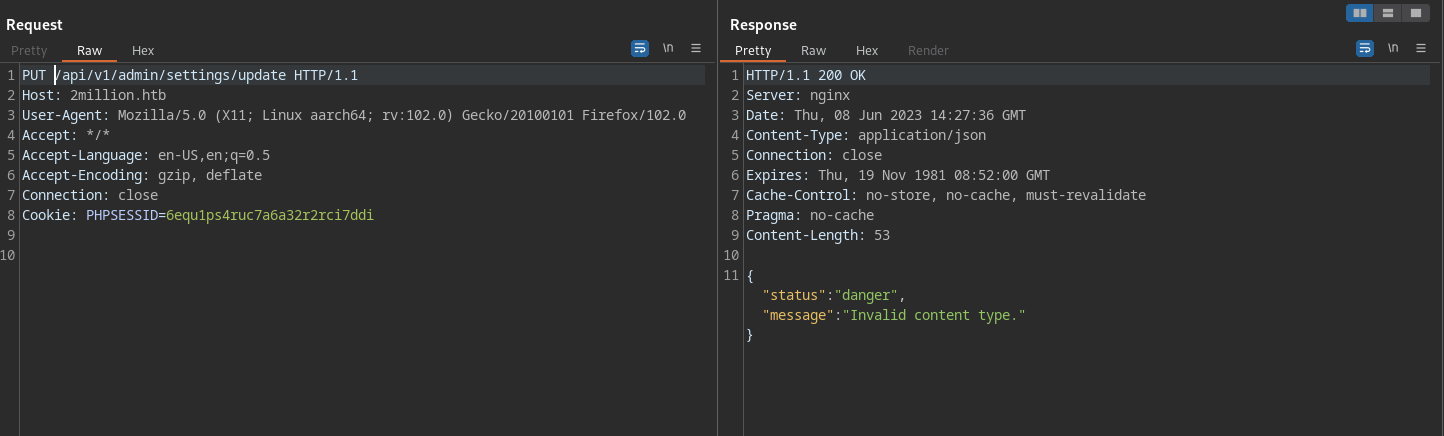 Request
Pretty Raw Hex
\n
1 PUT /api/v1/admin/settings/update HTTP/1.1
2 Host: 2million.htb
3 User-Agent: Mozilla/5.0 (X11; Linux aarch64; rv:102.0) Gecko/20100101 Firefox/102.0
4 Accept: */*
5 Accept-Language: en-US,en;q=0.5
6 Accept-Encoding: gzip, deflate
7 Connection: close
8 Cookie: PHPSESSID=6equ1ps4ruc7a6a32r2rci7ddi
9
10
Response
Pretty Raw Hex Render
\n
1 HTTP/1.1 200 OK
2 Server: nginx
3 Date: Thu, 08 Jun 2023 14:27:36 GMT
4 Content-Type: application/json
5 Connection: close
6 Expires: Thu, 19 Nov 1981 08:52:00 GMT
7 Cache-Control: no-store, no-cache, must-revalidate
8 Pragma: no-cache
9 Content-Length: 53
10
11 {
"status":"danger",
"message":"Invalid content type."
}